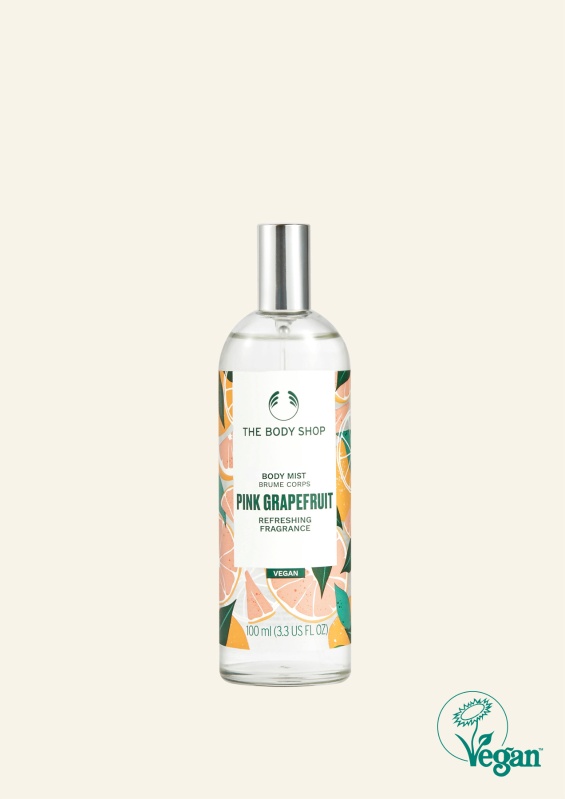 THE BODY SHOP
BODY MIST
BRUME CORPS
PINK GRAPEFRUIT
REFRESHING
FRAGRANCE
VEGAN
100 ml (3.3 US FL OZ)
Vegan™